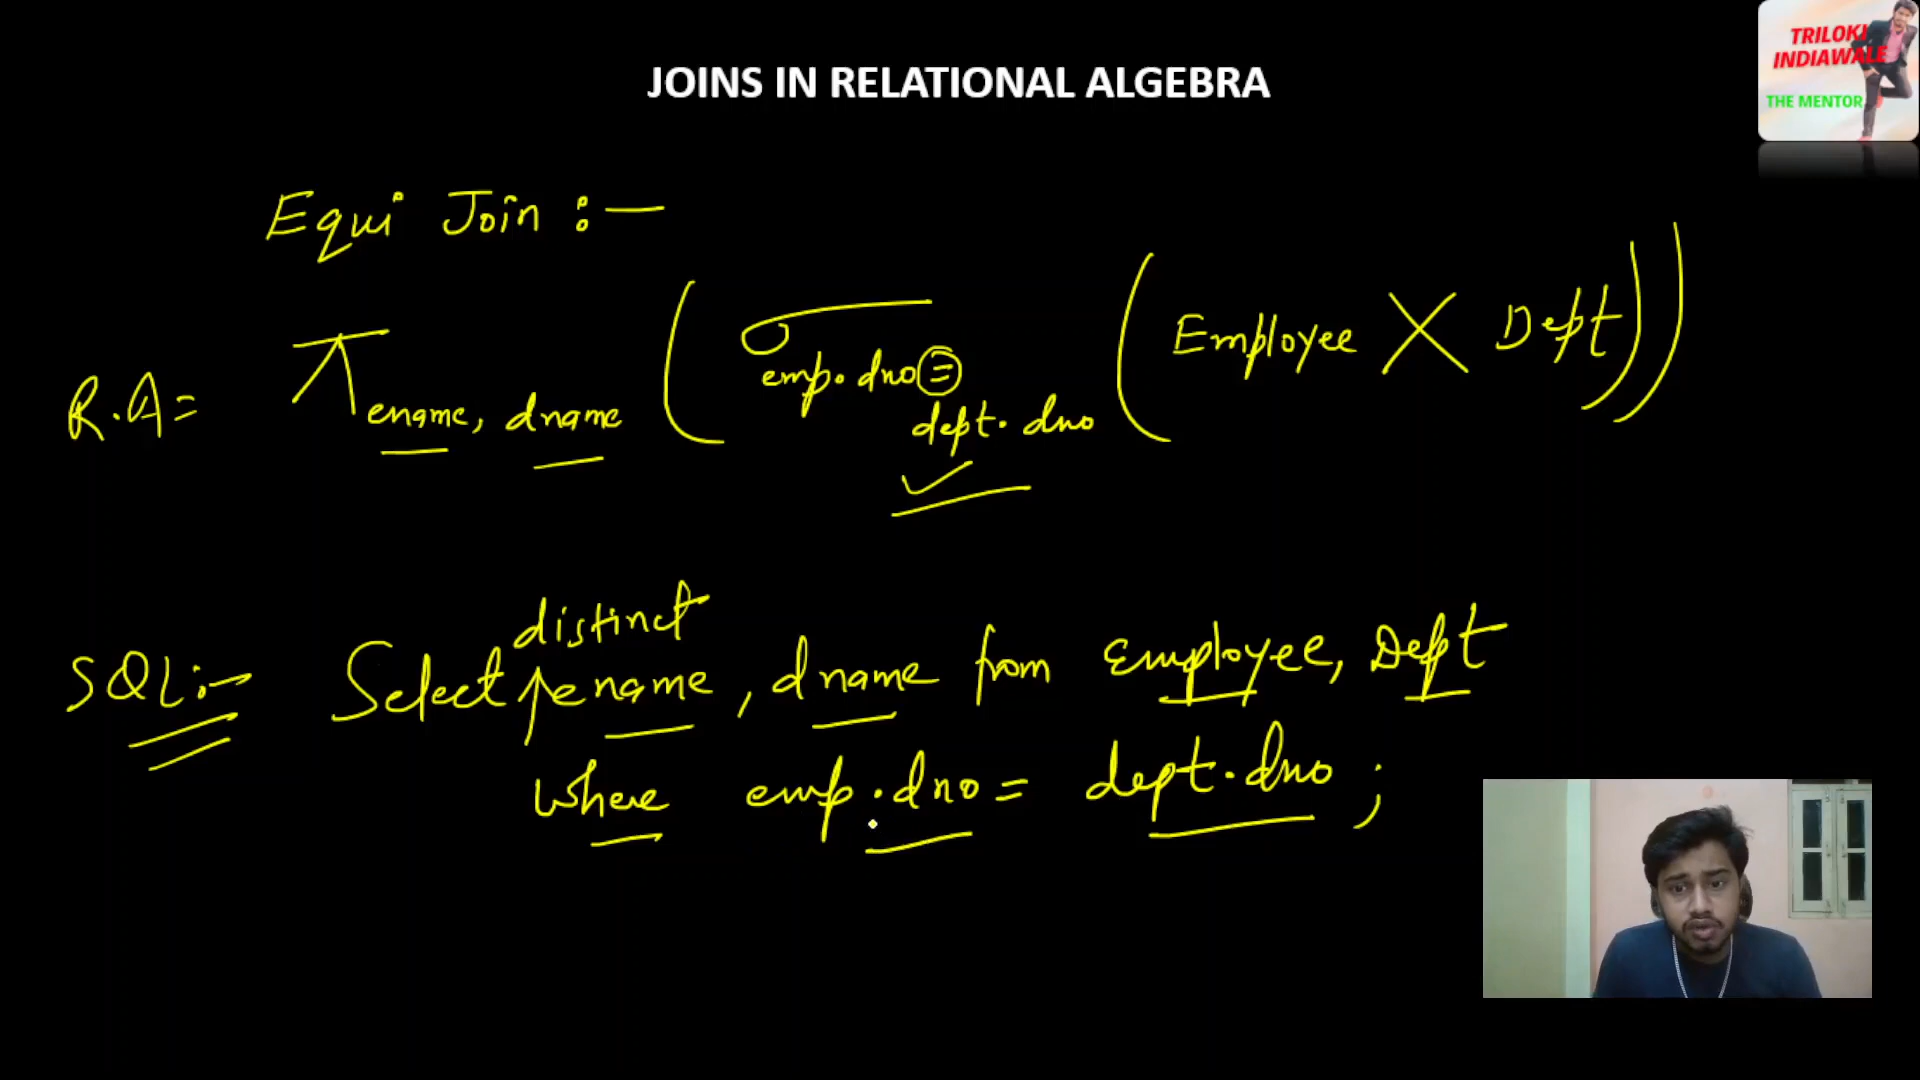 JOINS IN RELATIONAL ALGEBRA
TRILOKI
INDIAWALE
THE MENTOR
Equi Join :—
R.A = π ename, dname ( σ emp.dno = dept.dno ( Employee X Dept ))
distinct
SQL:- Select ename, dname from Employee, Dept
where emp.dno = dept.dno ;